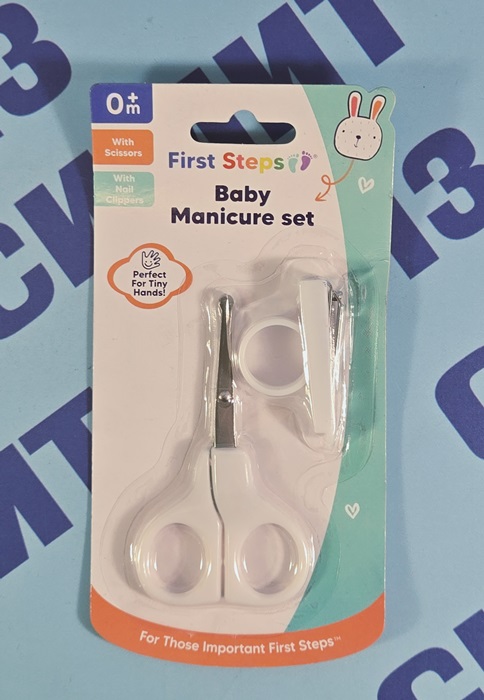 0+
m
With
Scissors
With
Nail
Clippers
First Steps®
Baby
Manicure set
Perfect
For Tiny
Hands!
For Those Important First Steps™